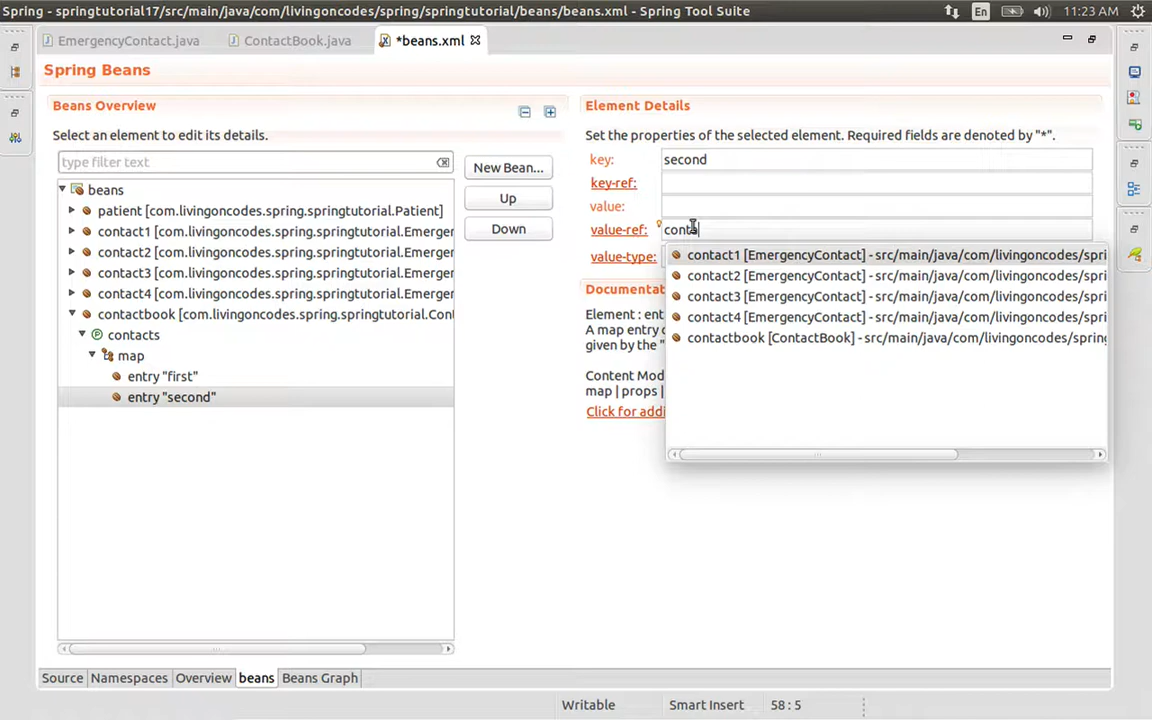 Spring - springtutorial17/src/main/java/com/livingoncodes/spring/springtutorial/beans/beans.xml - Spring Tool Suite
En
11:23 AM
EmergencyContact.java
ContactBook.java
*beans.xml
Spring Beans
Beans Overview
Select an element to edit its details.
type filter text
New Bean...
Up
Down
beans
patient [com.livingoncodes.spring.springtutorial.Patient]
contact1 [com.livingoncodes.spring.springtutorial.Emerger
contact2 [com.livingoncodes.spring.springtutorial.Emerger
contact3 [com.livingoncodes.spring.springtutorial.Emerger
contact4 [com.livingoncodes.spring.springtutorial.Emerger
contactbook [com.livingoncodes.spring.springtutorial.Cont
contacts
map
entry "first"
entry "second"
Element Details
Set the properties of the selected element. Required fields are denoted by "*".
key: second
key-ref:
value:
value-ref: conta
value-type:
contact1 [EmergencyContact] - src/main/java/com/livingoncodes/spri
contact2 [EmergencyContact] - src/main/java/com/livingoncodes/spri
contact3 [EmergencyContact] - src/main/java/com/livingoncodes/spri
contact4 [EmergencyContact] - src/main/java/com/livingoncodes/spri
contactbook [ContactBook] - src/main/java/com/livingoncodes/spring
Documentat
Element : ent
A map entry
given by the "
Content Mod
map | props |
Click for addi
Source
Namespaces
Overview
beans
Beans Graph
Writable
Smart Insert
58 : 5